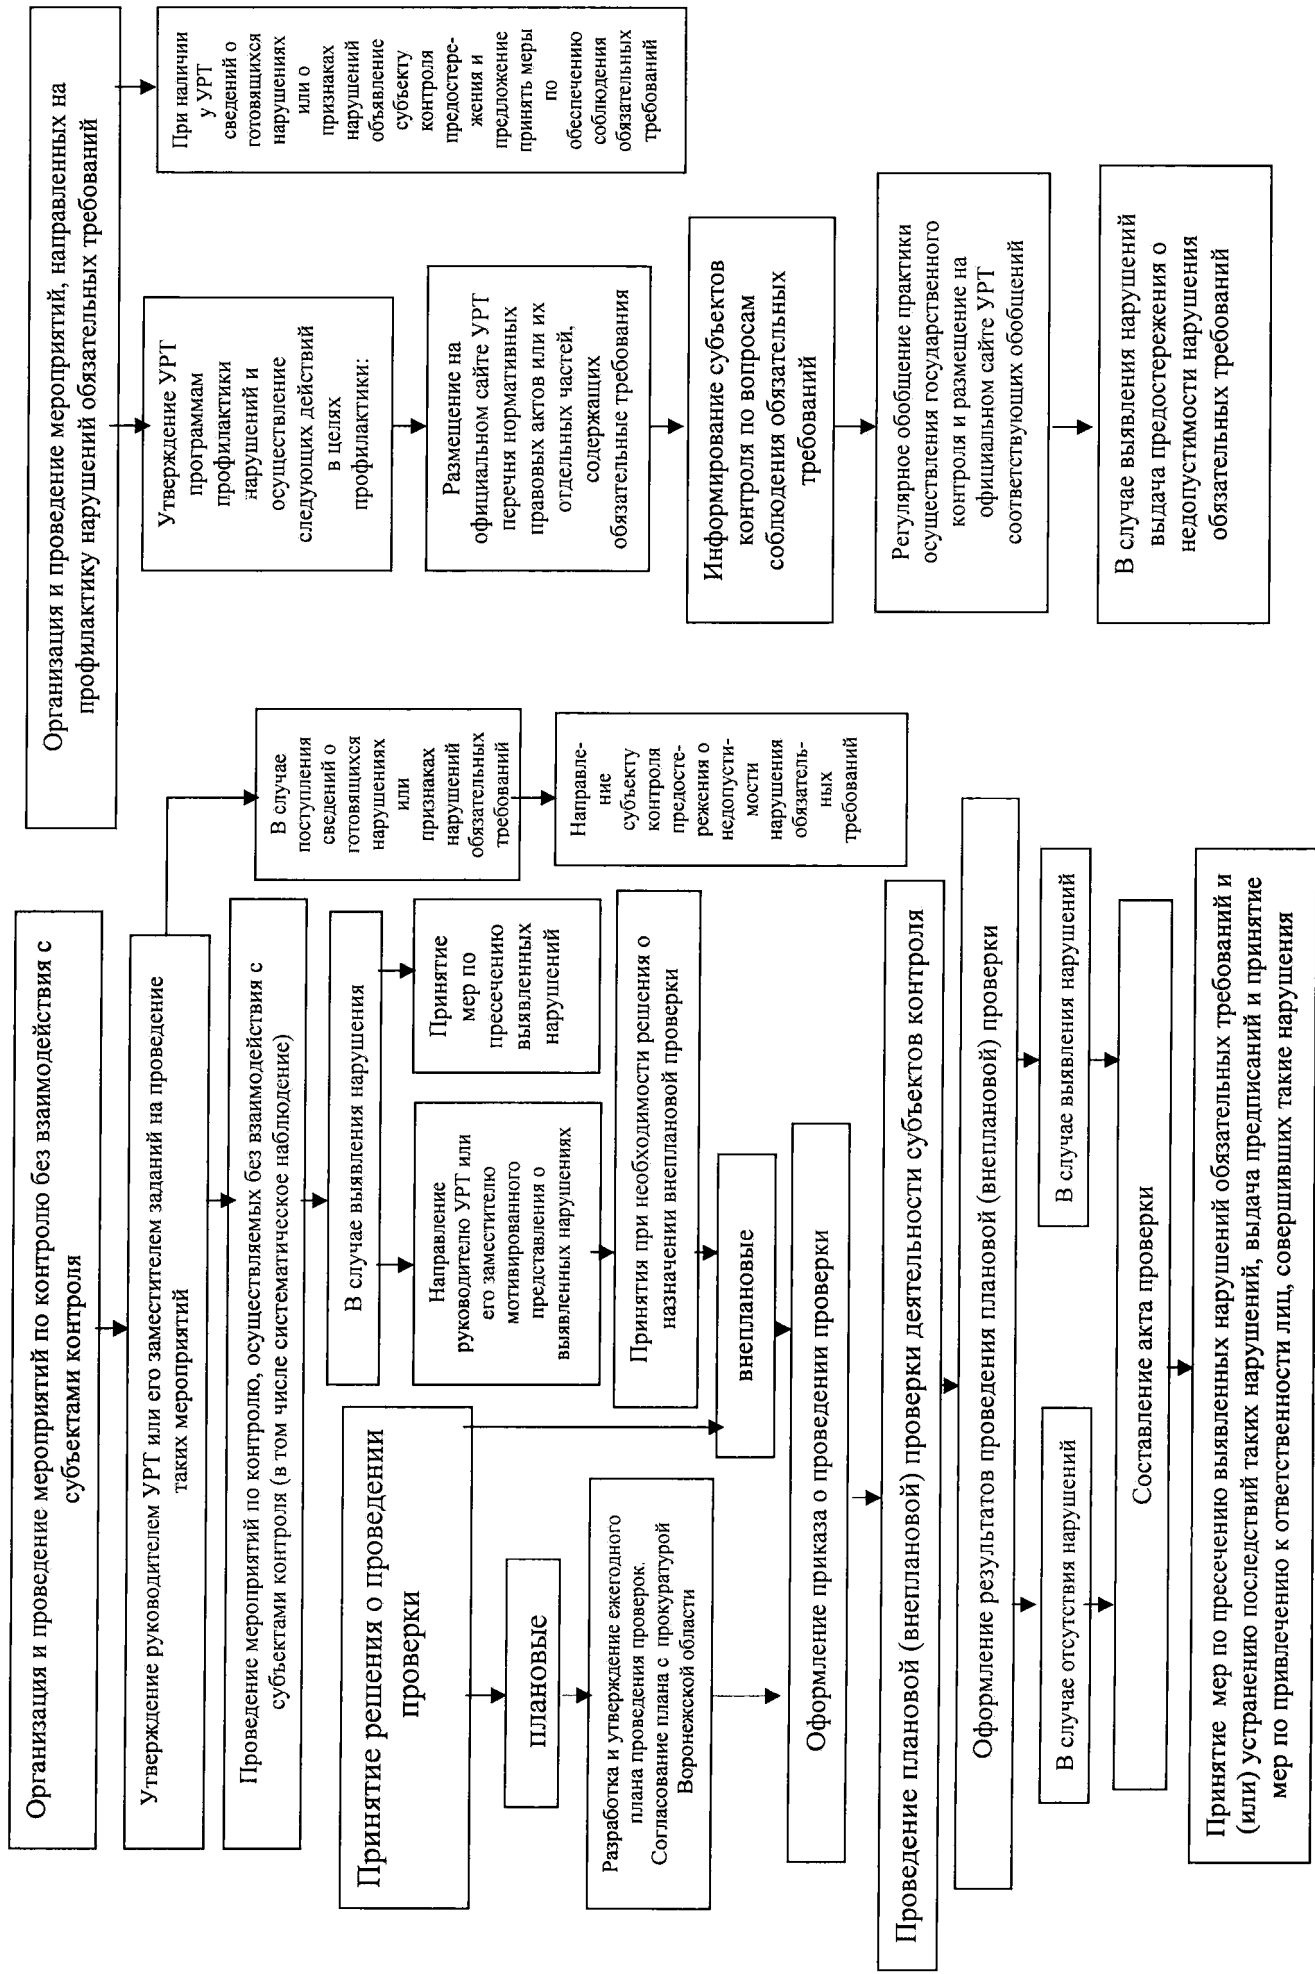 Организация и проведение мероприятий по контролю без взаимодействия с
субъектами контроля
Утверждение руководителем УРТ или его заместителем заданий на проведение
таких мероприятий
Проведение мероприятий по контролю, осуществляемых без взаимодействия с
субъектами контроля (в том числе систематическое наблюдение)
В случае выявления нарушения
Направление
руководителю УРТ или
его заместителю
мотивированного
представления о
выявленных нарушениях
Принятие
мер по
пресечению
выявленных
нарушений
Принятия при необходимости решения о
назначении внеплановой проверки
В случае
поступления
сведений о
готовящихся
нарушениях
или
признаках
нарушений
обязательных
требований
Направле-
ние
субъекту
контроля
предосте-
режения о
недопусти-
мости
нарушения
обязатель-
ных
требований
Принятие решения о проведении
проверки
плановые
внеплановые
Разработка и утверждение ежегодного
плана проведения проверок.
Согласование плана с прокуратурой
Воронежской области
Оформление приказа о проведении проверки
Проведение плановой (внеплановой) проверки деятельности субъектов контроля
Оформление результатов проведения плановой (внеплановой) проверки
В случае отсутствия нарушений
В случае выявления нарушений
Составление акта проверки
Принятие мер по пресечению выявленных нарушений обязательных требований и
(или) устранению последствий таких нарушений, выдача предписаний и принятие
мер по привлечению к ответственности лиц, совершивших такие нарушения
Организация и проведение мероприятий, направленных на
профилактику нарушений обязательных требований
Утверждение УРТ
программам
профилактики
нарушений и
осуществление
следующих действий
в целях
профилактики:
Размещение на
официальном сайте УРТ
перечня нормативных
правовых актов или их
отдельных частей,
содержащих
обязательные требования
Информирование субъектов
контроля по вопросам
соблюдения обязательных
требований
Регулярное обобщение практики
осуществления государственного
контроля и размещение на
официальном сайте УРТ
соответствующих обобщений
В случае выявления нарушений
выдача предостережения о
недопустимости нарушения
обязательных требований
При наличии
у УРТ
сведений о
готовящихся
нарушениях
или о
признаках
нарушений
объявление
субъекту
контроля
предостере-
жения и
предложение
принять меры
по
обеспечению
соблюдения
обязательных
требований